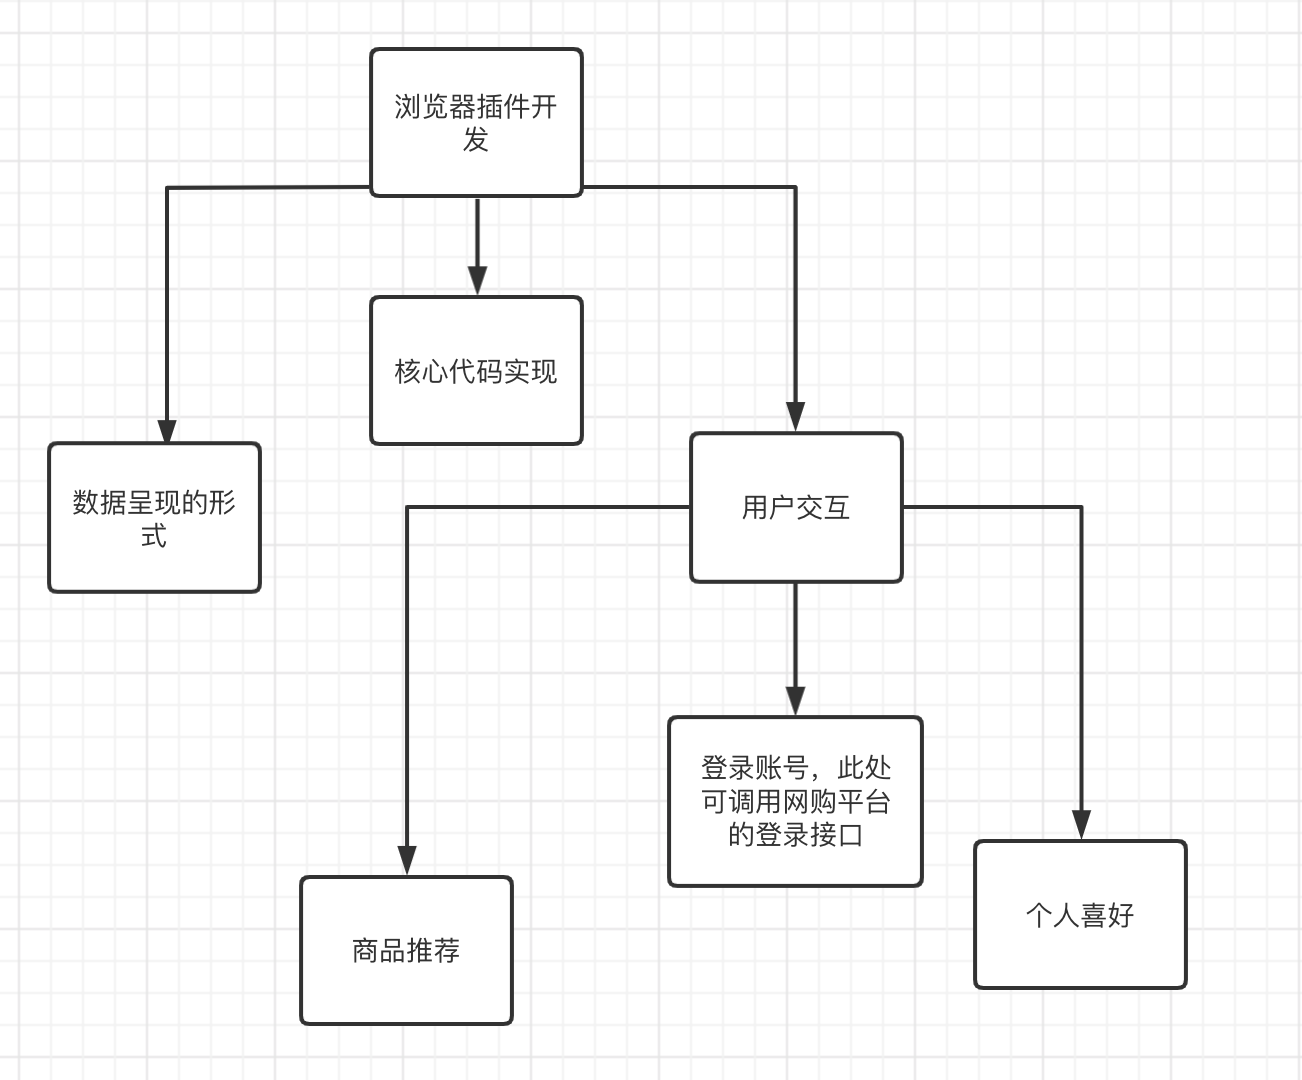 浏览器插件开
发
核心代码实现
数据呈现的形
式
用户交互
登录账号，此处
可调用网购平台
的登录接口
个人喜好
商品推荐